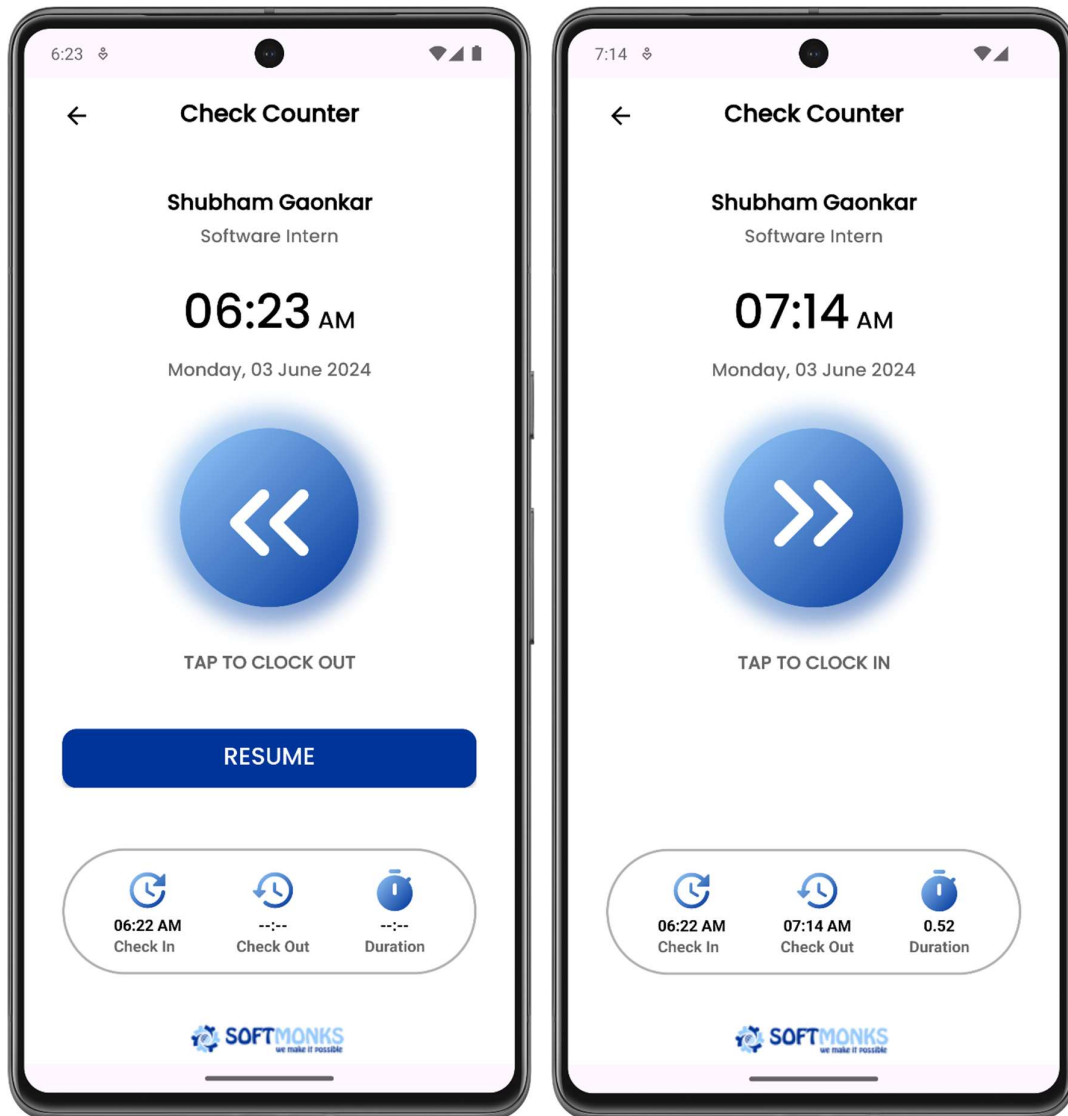 6:23
Check Counter
Shubham Gaonkar
Software Intern
06:23 AM
Monday, 03 June 2024
TAP TO CLOCK OUT
RESUME
06:22 AM --:-- --:--
Check In Check Out Duration
SOFTMONKS
we make it possible
7:14
Check Counter
Shubham Gaonkar
Software Intern
07:14 AM
Monday, 03 June 2024
TAP TO CLOCK IN
06:22 AM 07:14 AM 0.52
Check In Check Out Duration
SOFTMONKS
we make it possible